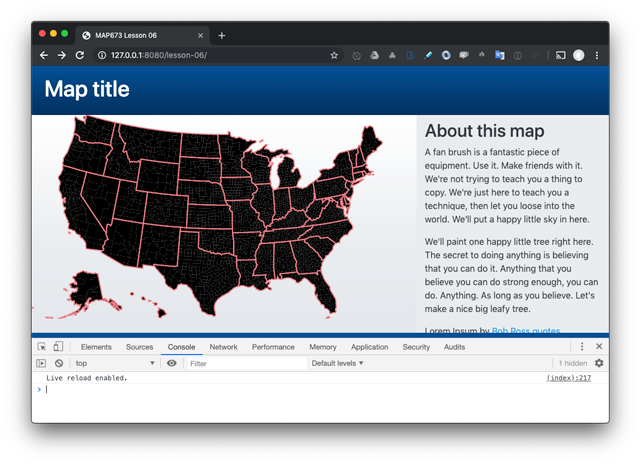 MAP673 Lesson 06
127.0.0.1:8080/lesson-06/
Map title
About this map
A fan brush is a fantastic piece of
equipment. Use it. Make friends with it.
We're not trying to teach you a thing to
copy. We're just here to teach you a
technique, then let you loose into the
world. We'll put a happy little sky in here.
We'll paint one happy little tree right here.
The secret to doing anything is believing
that you can do it. Anything that you
believe you can do strong enough, you can
do. Anything. As long as you believe. Let's
make a nice big leafy tree.
Lorem Ipsum by Bob Ross quotes
Elements Sources Console Network Performance Memory Application Security Audits
top Filter Default levels 1 hidden
Live reload enabled. (index):217